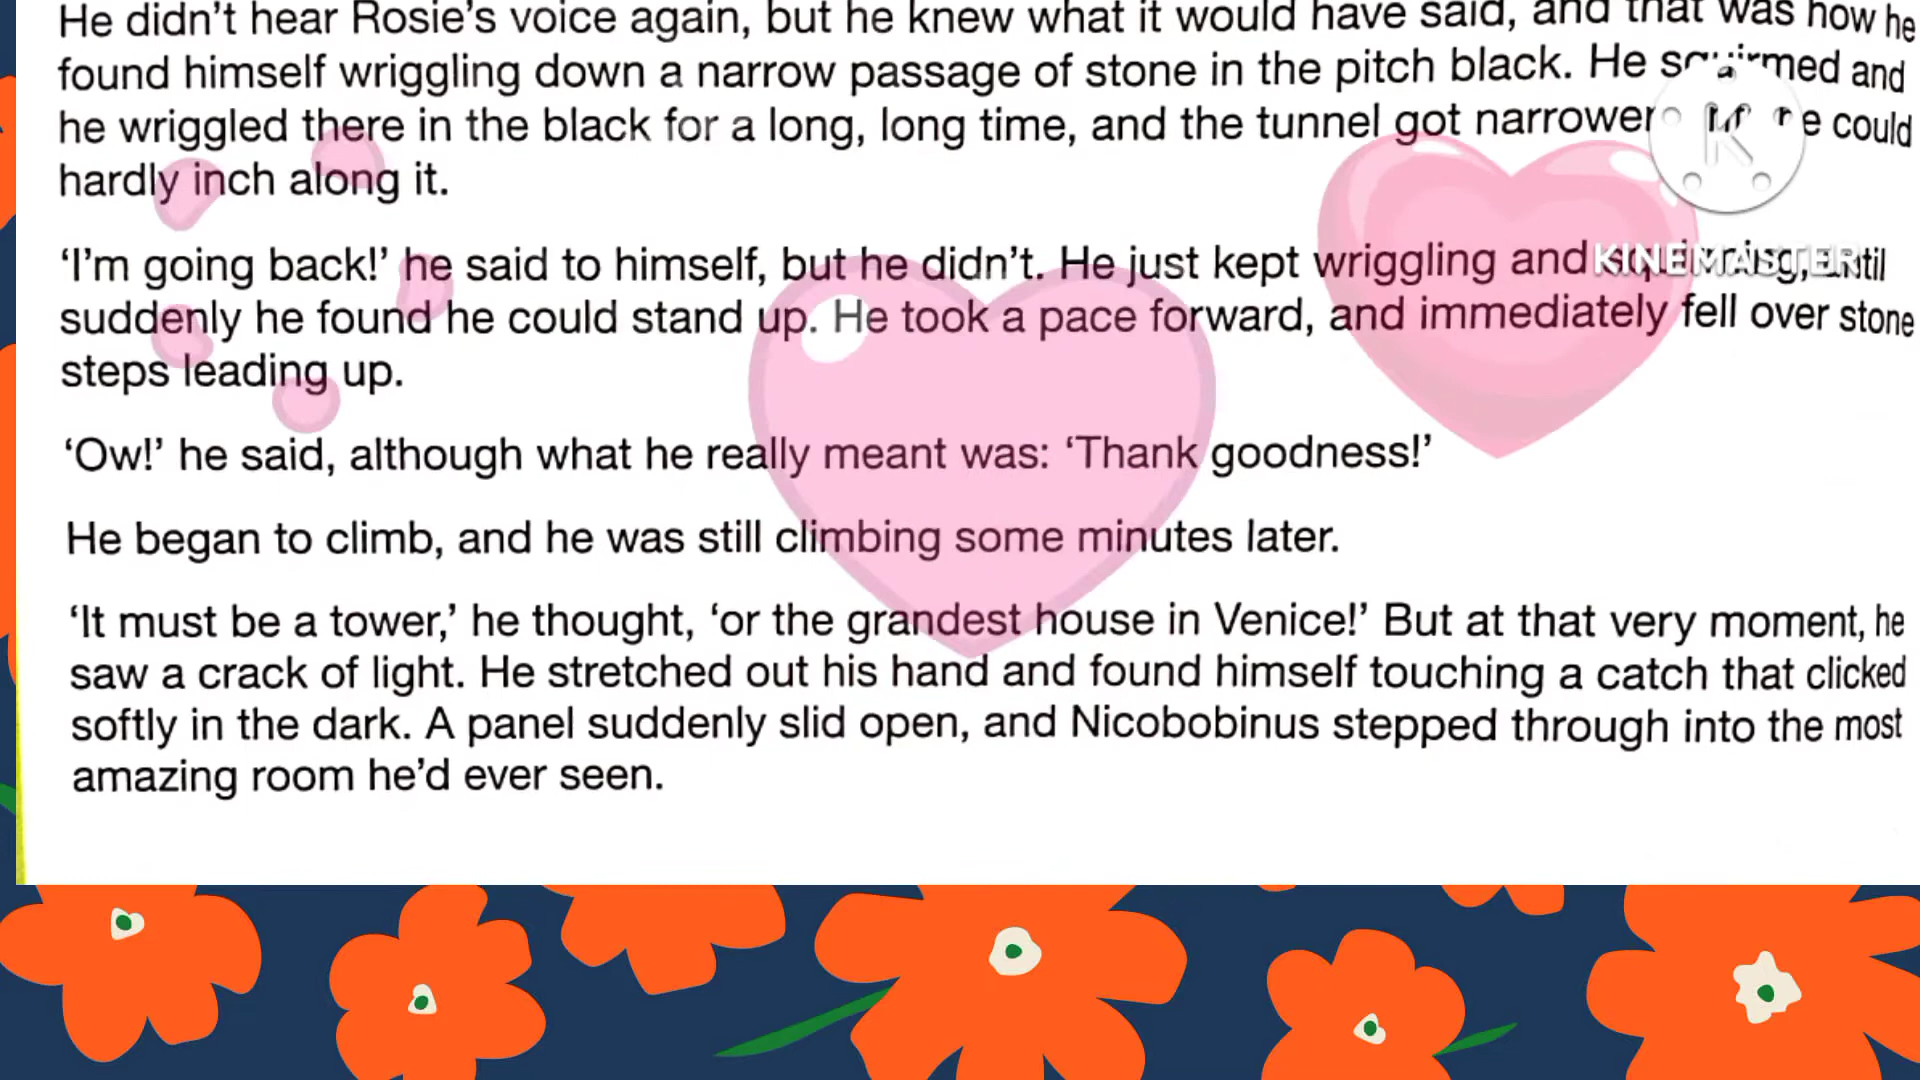 He didn't hear Rosie's voice again, but he knew what it would have said, and that was how he
found himself wriggling down a narrow passage of stone in the pitch black. He squirmed and
he wriggled there in the black for a long, long time, and the tunnel got narrower he could
hardly inch along it.
‘I'm going back!’ he said to himself, but he didn't. He just kept wriggling and squirming, until
suddenly he found he could stand up. He took a pace forward, and immediately fell over stone
steps leading up.
‘Ow!’ he said, although what he really meant was: ‘Thank goodness!’
He began to climb, and he was still climbing some minutes later.
‘It must be a tower,’ he thought, ‘or the grandest house in Venice!’ But at that very moment, he
saw a crack of light. He stretched out his hand and found himself touching a catch that clicked
softly in the dark. A panel suddenly slid open, and Nicobobinus stepped through into the most
amazing room he'd ever seen.
K
KINEMASTER